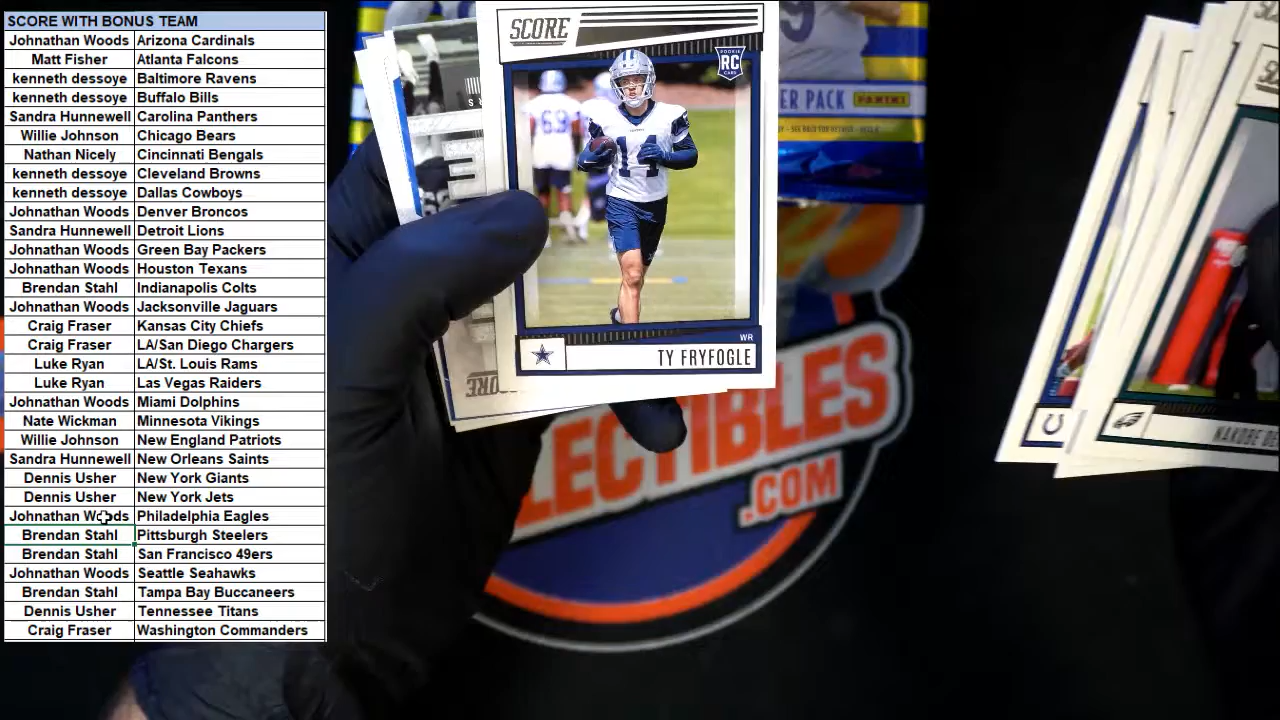 SCORE WITH BONUS TEAM
Johnathan Woods Arizona Cardinals
Matt Fisher Atlanta Falcons
kenneth dessoye Baltimore Ravens
kenneth dessoye Buffalo Bills
Sandra Hunnewell Carolina Panthers
Willie Johnson Chicago Bears
Nathan Nicely Cincinnati Bengals
kenneth dessoye Cleveland Browns
kenneth dessoye Dallas Cowboys
Johnathan Woods Denver Broncos
Sandra Hunnewell Detroit Lions
Johnathan Woods Green Bay Packers
Johnathan Woods Houston Texans
Brendan Stahl Indianapolis Colts
Johnathan Woods Jacksonville Jaguars
Craig Fraser Kansas City Chiefs
Craig Fraser LA/San Diego Chargers
Luke Ryan LA/St. Louis Rams
Luke Ryan Las Vegas Raiders
Johnathan Woods Miami Dolphins
Nate Wickman Minnesota Vikings
Willie Johnson New England Patriots
Sandra Hunnewell New Orleans Saints
Dennis Usher New York Giants
Dennis Usher New York Jets
Johnathan Woods Philadelphia Eagles
Brendan Stahl Pittsburgh Steelers
Brendan Stahl San Francisco 49ers
Johnathan Woods Seattle Seahawks
Brendan Stahl Tampa Bay Buccaneers
Dennis Usher Tennessee Titans
Craig Fraser Washington Commanders
SCORE
ROOKIE
RC
CARD
69
14
WR
TY FRYFOGLE
SCORE
ER PACK PANINI
LECTIBLES
.COM
NAKOBE DE